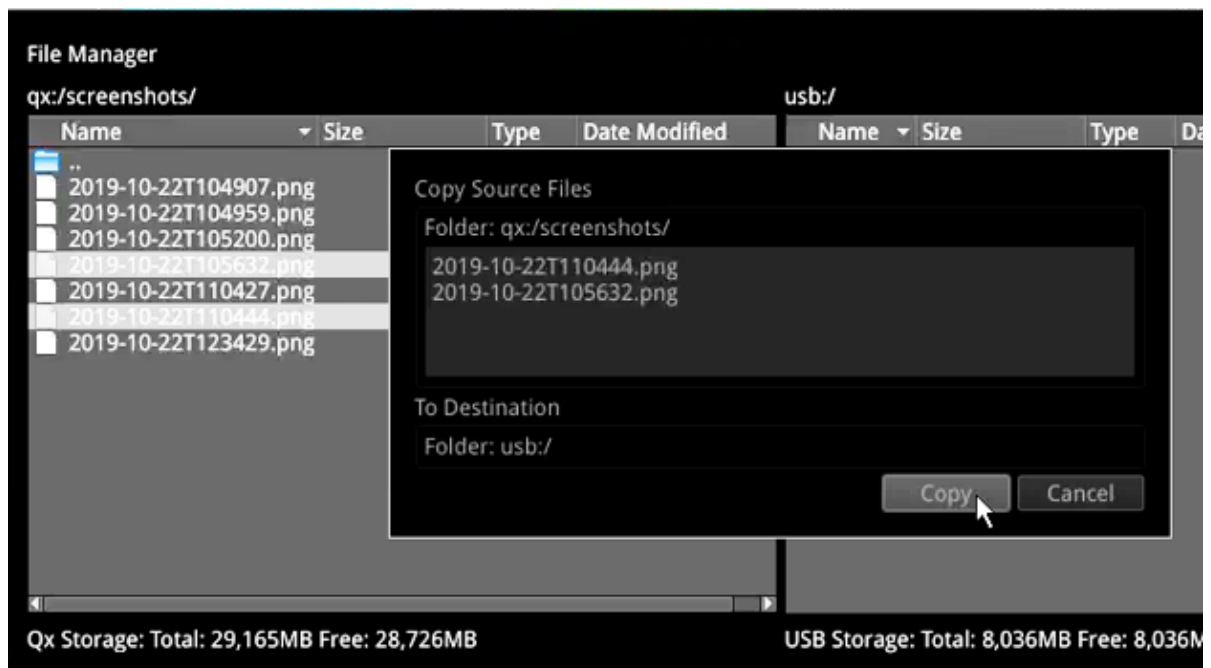 File Manager
qx:/screenshots/
Name Size Type Date Modified
..
2019-10-22T104907.png
2019-10-22T104959.png
2019-10-22T105200.png
2019-10-22T105632.png
2019-10-22T110427.png
2019-10-22T110444.png
2019-10-22T123429.png
Qx Storage: Total: 29,165MB Free: 28,726MB
usb:/
Name Size Type
USB Storage: Total: 8,036MB Free:
Copy Source Files
Folder: qx:/screenshots/
2019-10-22T110444.png
2019-10-22T105632.png
To Destination
Folder: usb:/
Copy Cancel